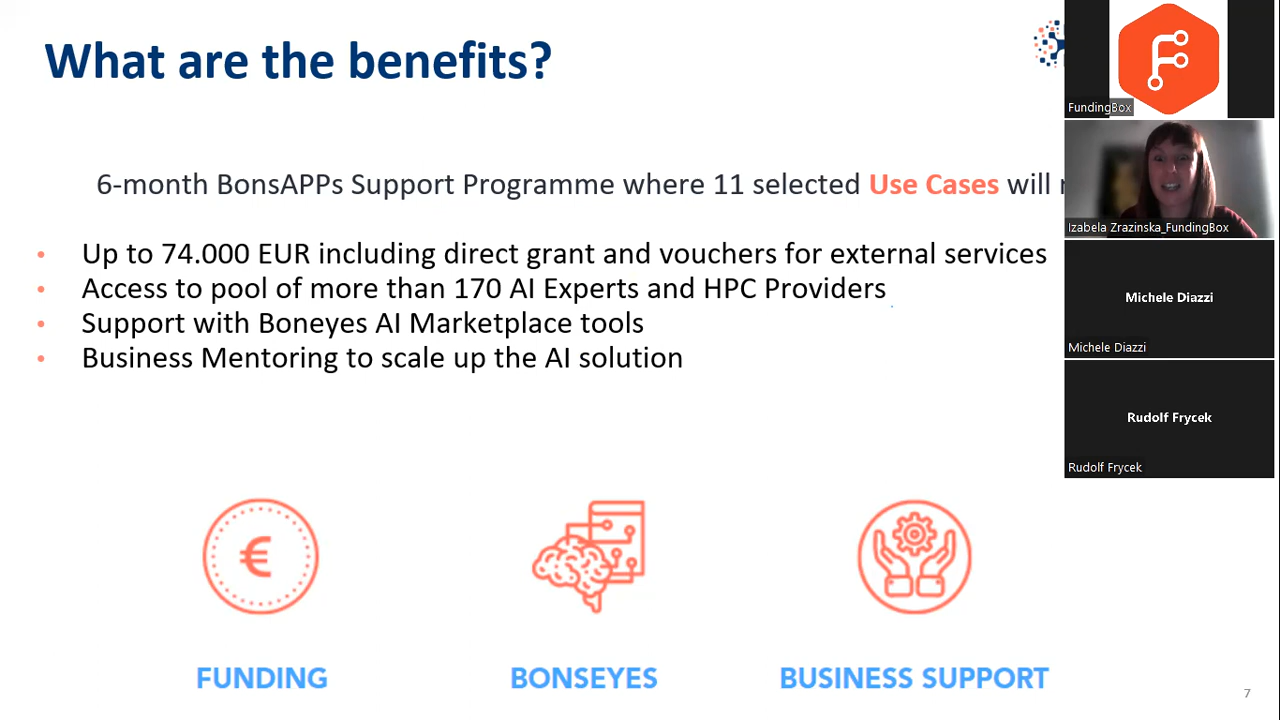 What are the benefits?
6-month BonsAPPs Support Programme where 11 selected Use Cases will
• Up to 74.000 EUR including direct grant and vouchers for external services
• Access to pool of more than 170 AI Experts and HPC Providers
• Support with Boneyes AI Marketplace tools
• Business Mentoring to scale up the AI solution
FUNDING
BONSEYES
BUSINESS SUPPORT
7
FundingBox
Izabela Zrazinska_FundingBox
Michele Diazzi
Michele Diazzi
Rudolf Frycek
Rudolf Frycek